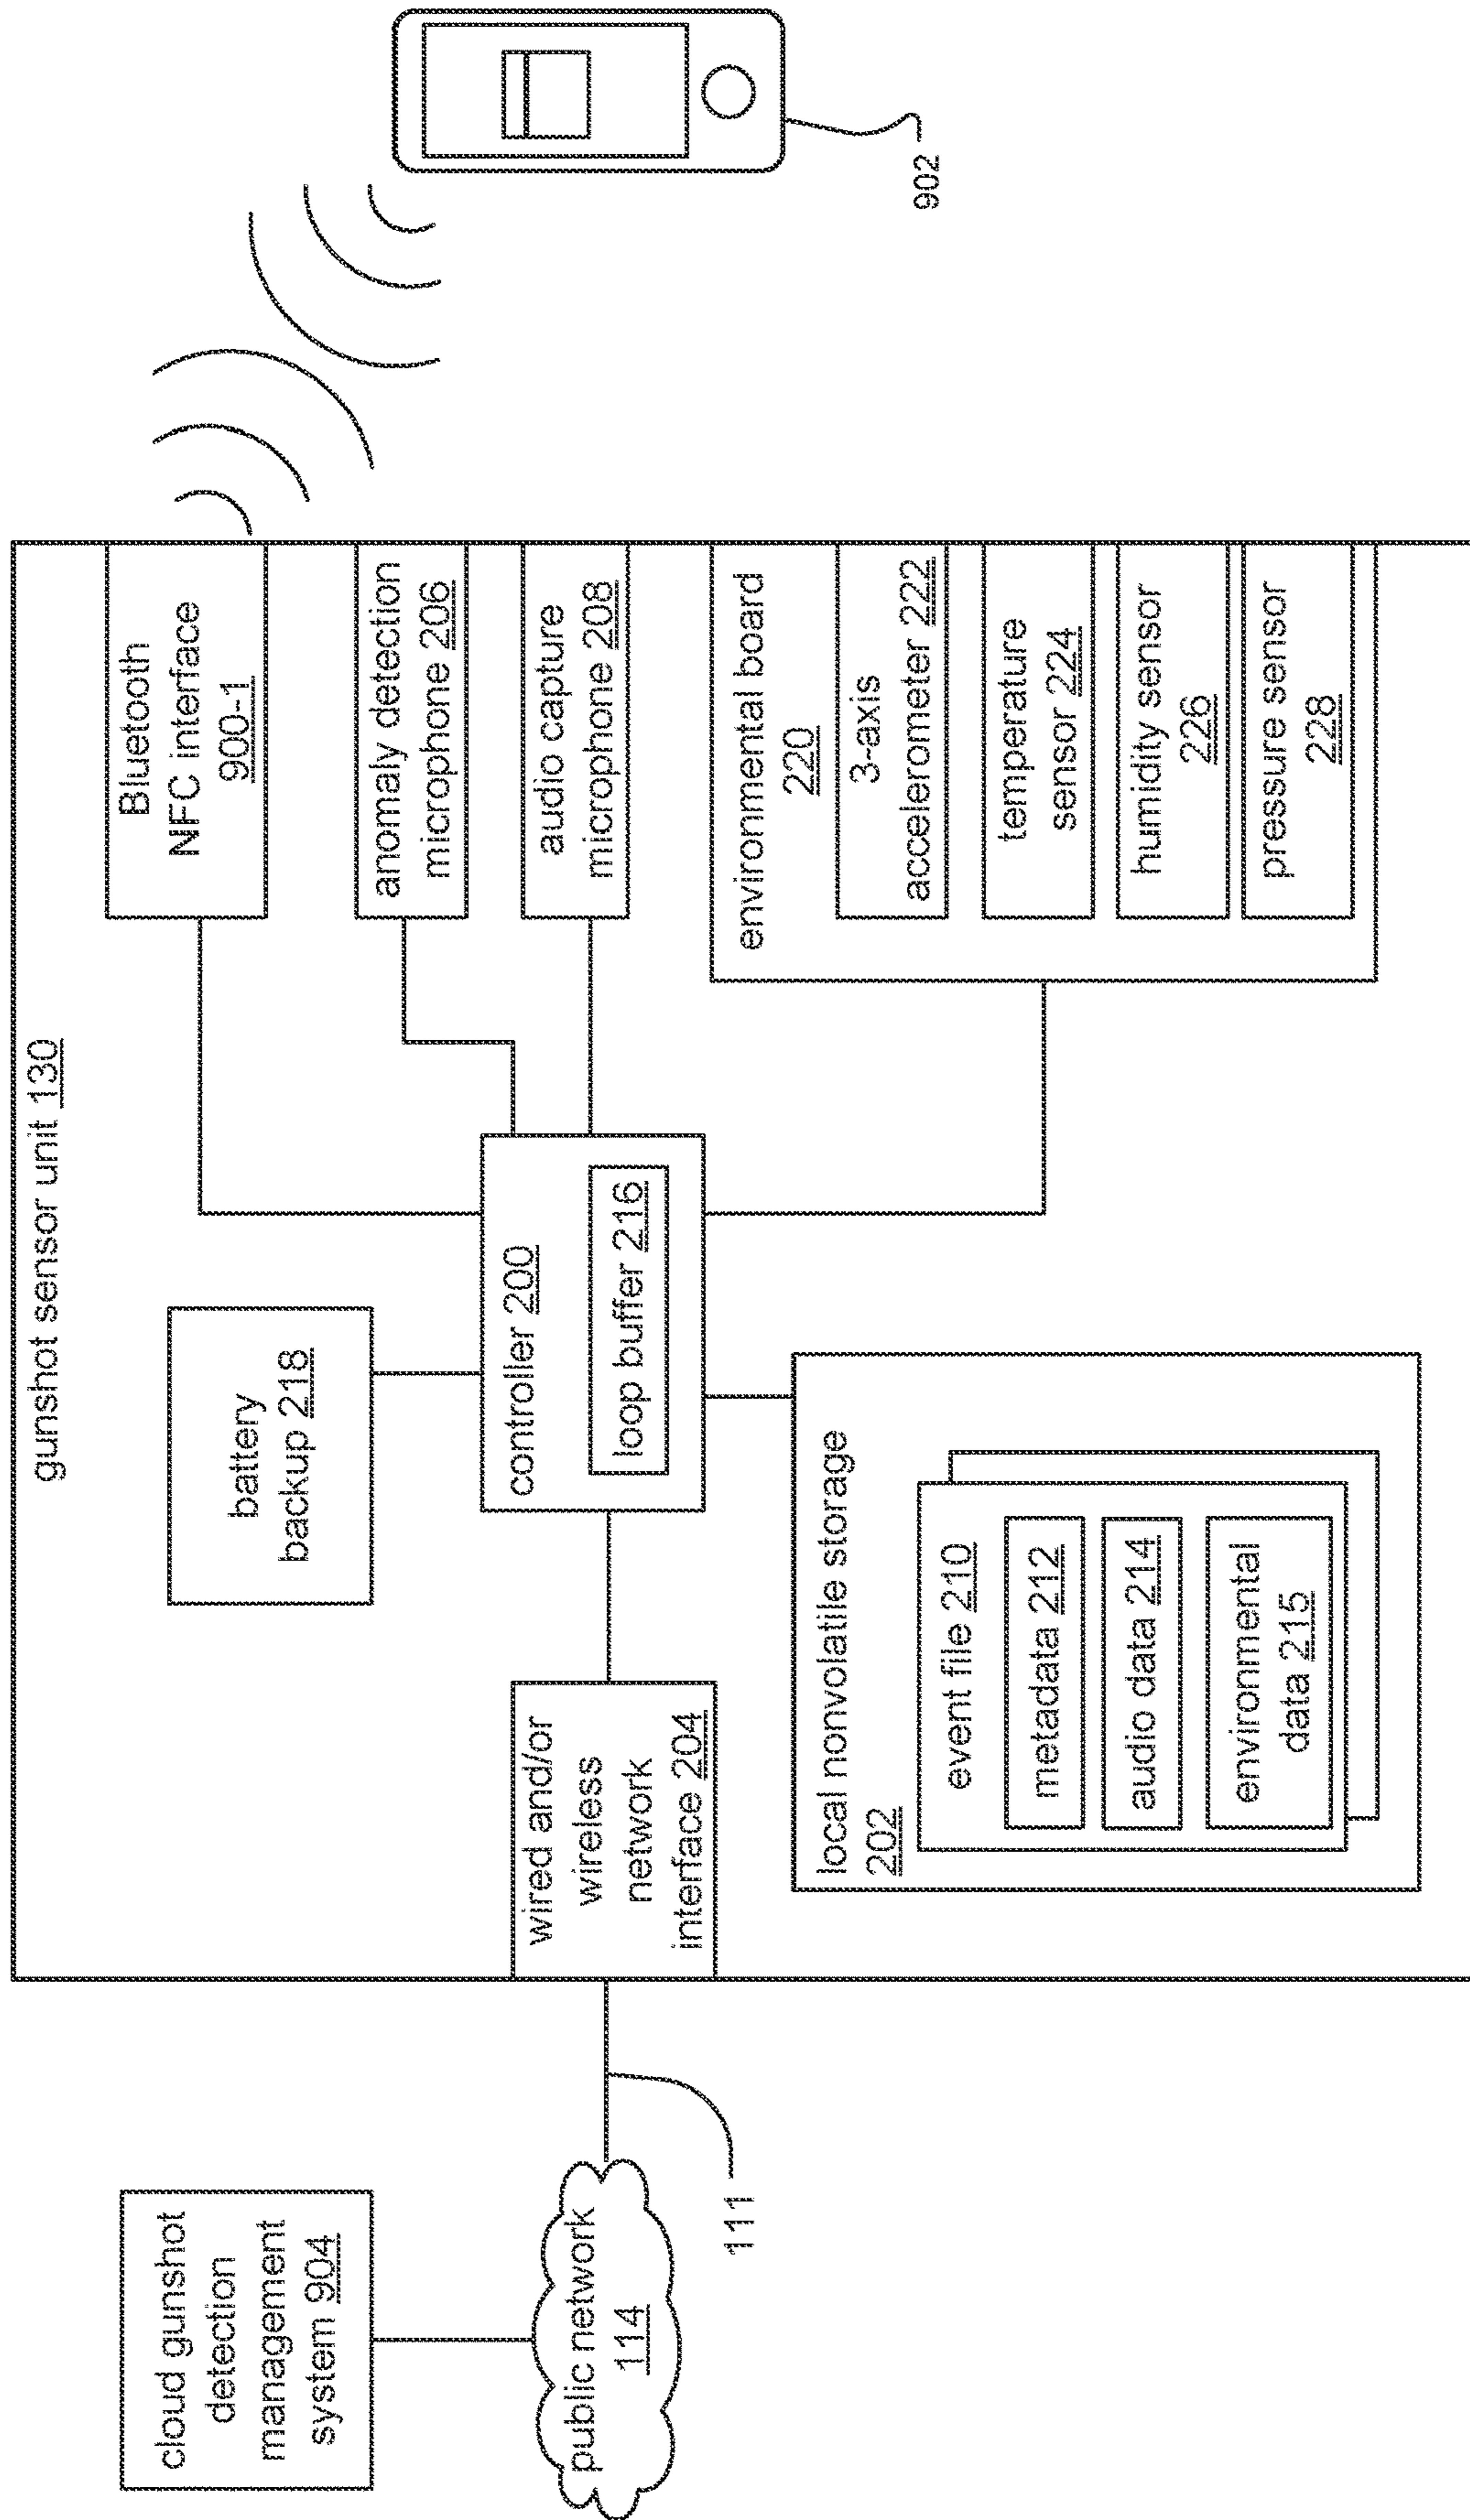 gunshot sensor unit 130
cloud gunshot
detection
management
system 904
public network
114
111
wired and/or
wireless
network
interface 204
battery
backup 218
controller 200
loop buffer 216
local nonvolatile storage
202
event file 210
metadata 212
audio data 214
environmental
data 215
Bluetooth
NFC interface
900-1
anomaly detection
microphone 206
audio capture
microphone 208
environmental board
220
3-axis
accelerometer 222
temperature
sensor 224
humidity sensor
226
pressure sensor
228
902